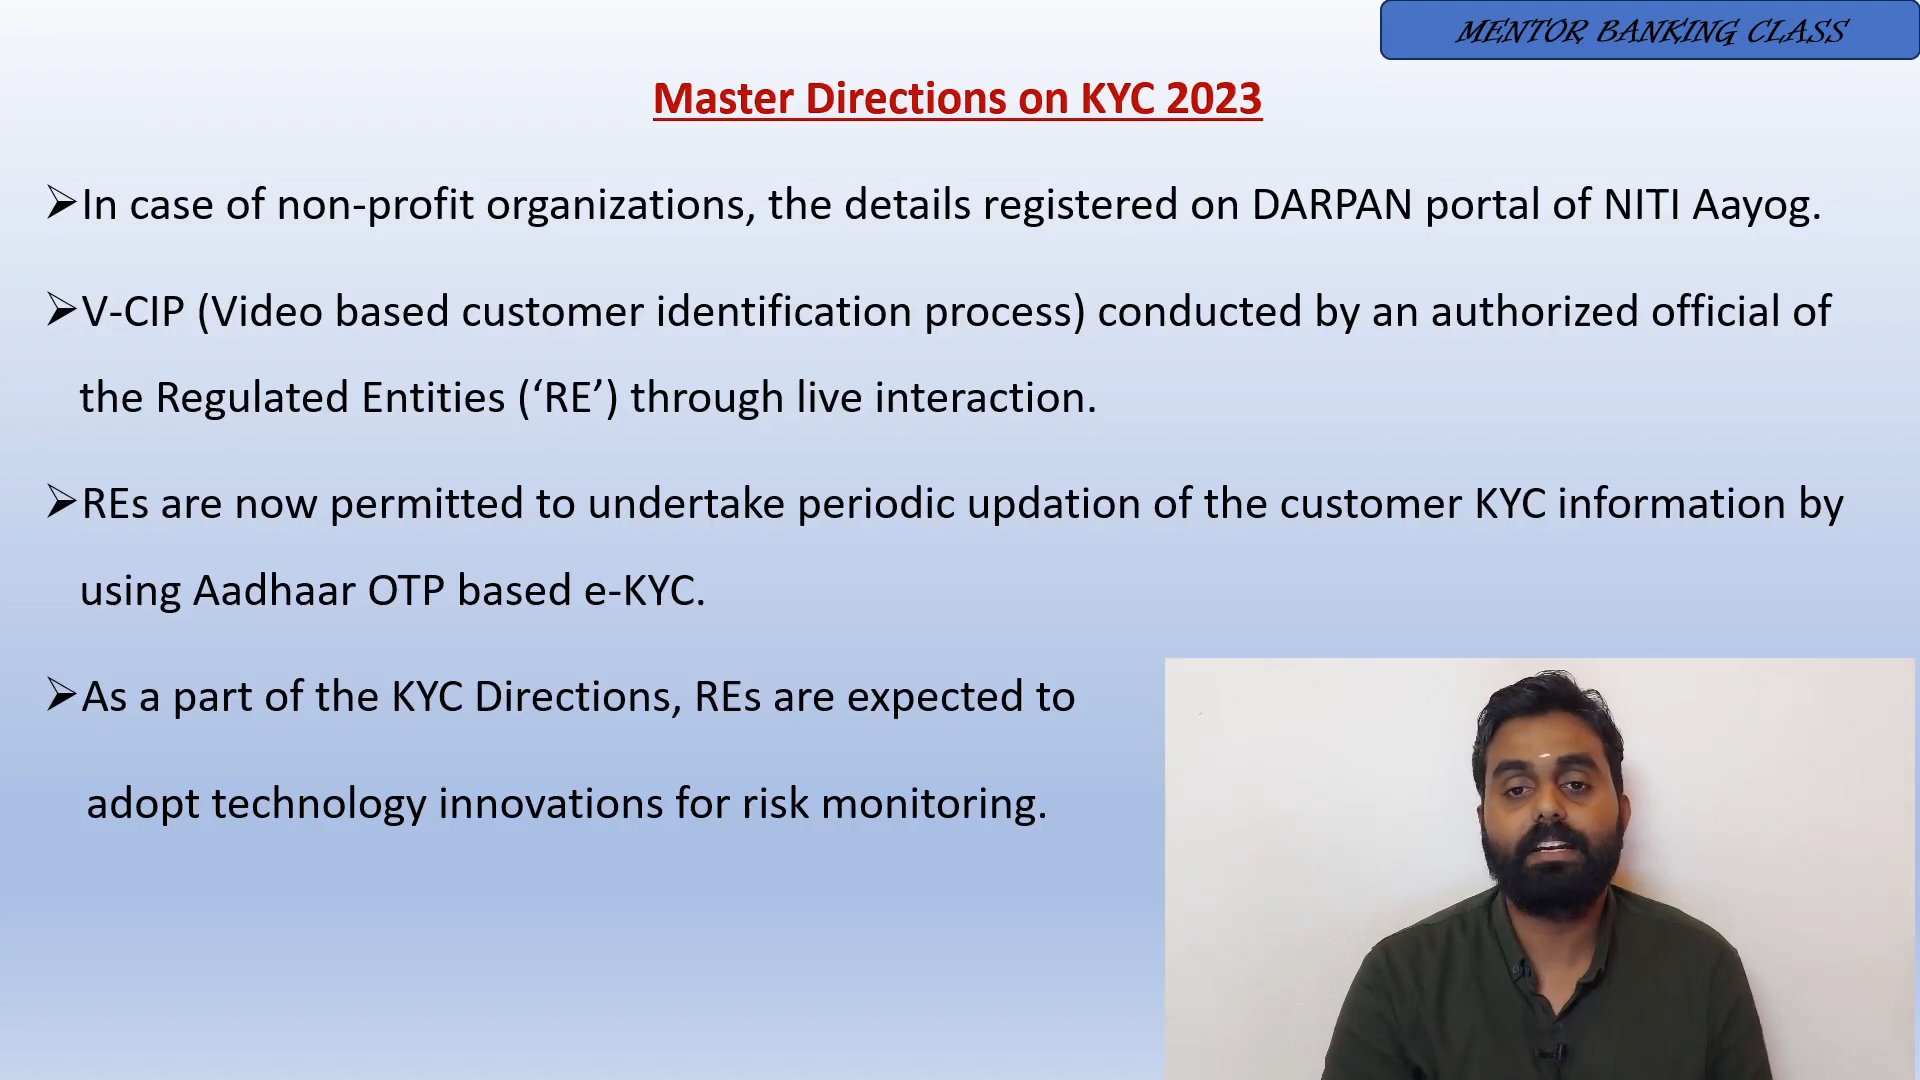 MENTOR BANKING CLASS
Master Directions on KYC 2023
➢In case of non-profit organizations, the details registered on DARPAN portal of NITI Aayog.
➢V-CIP (Video based customer identification process) conducted by an authorized official of
the Regulated Entities (‘RE’) through live interaction.
➢REs are now permitted to undertake periodic updation of the customer KYC information by
using Aadhaar OTP based e-KYC.
➢As a part of the KYC Directions, REs are expected to
adopt technology innovations for risk monitoring.